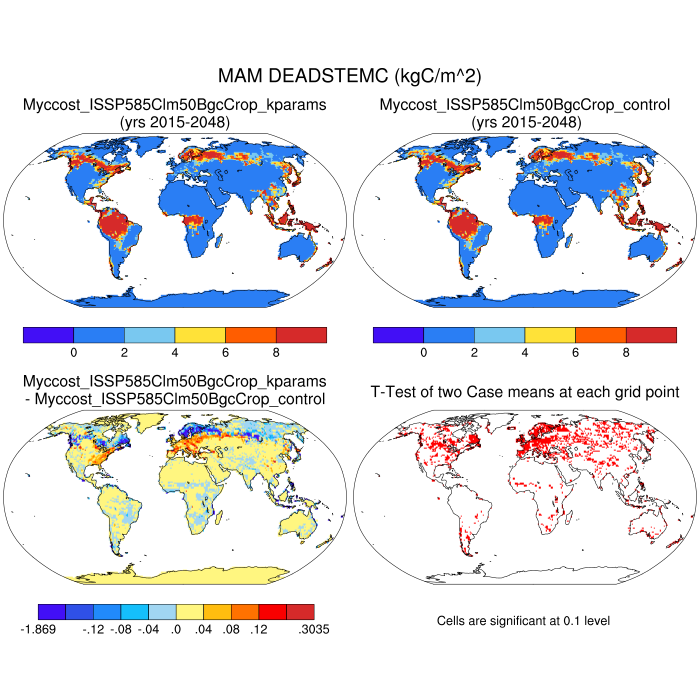 MAM DEADSTEMC (kgC/m^2)
Myccost_ISSP585Clm50BgcCrop_kparams
(yrs 2015-2048)
Myccost_ISSP585Clm50BgcCrop_control
(yrs 2015-2048)
0 2 4 6 8
0 2 4 6 8
Myccost_ISSP585Clm50BgcCrop_kparams
- Myccost_ISSP585Clm50BgcCrop_control
T-Test of two Case means at each grid point
-1.869 -.12 -.08 -.04 .0 .04 .08 .12 .3035
Cells are significant at 0.1 level